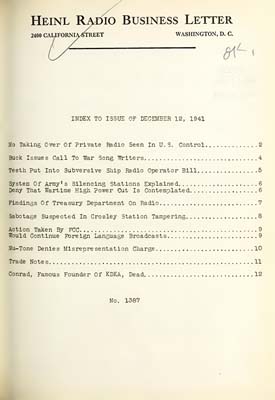 HEINL RADIO BUSINESS LETTER
2400 CALIFORNIA STREET WASHINGTON, D. C.
OK
INDEX TO ISSUE OF DECEMBER 12, 1941
No Taking Over Of Private Radio Seen In U. S. Control..............2
Buck Issues Call To War Song Writers...............................4
Teeth Put Into Subversive Ship Radio Operator Bill.................5
System Of Army's Silencing Stations Explained......................6
Deny That Wartime High Power Cut Is Contemplated...................6
Findings Of Treasury Department On Radio...........................7
Sabotage Suspected In Crosley Station Tampering....................8
Action Taken By FCC................................................9
Would Continue Foreign Language Broadcasts.........................9
Nu-Tone Denies Misrepresentation Charge...........................10
Trade Notes.......................................................11
Conrad, Famous Founder Of KDKA, Dead..............................12
No. 1387